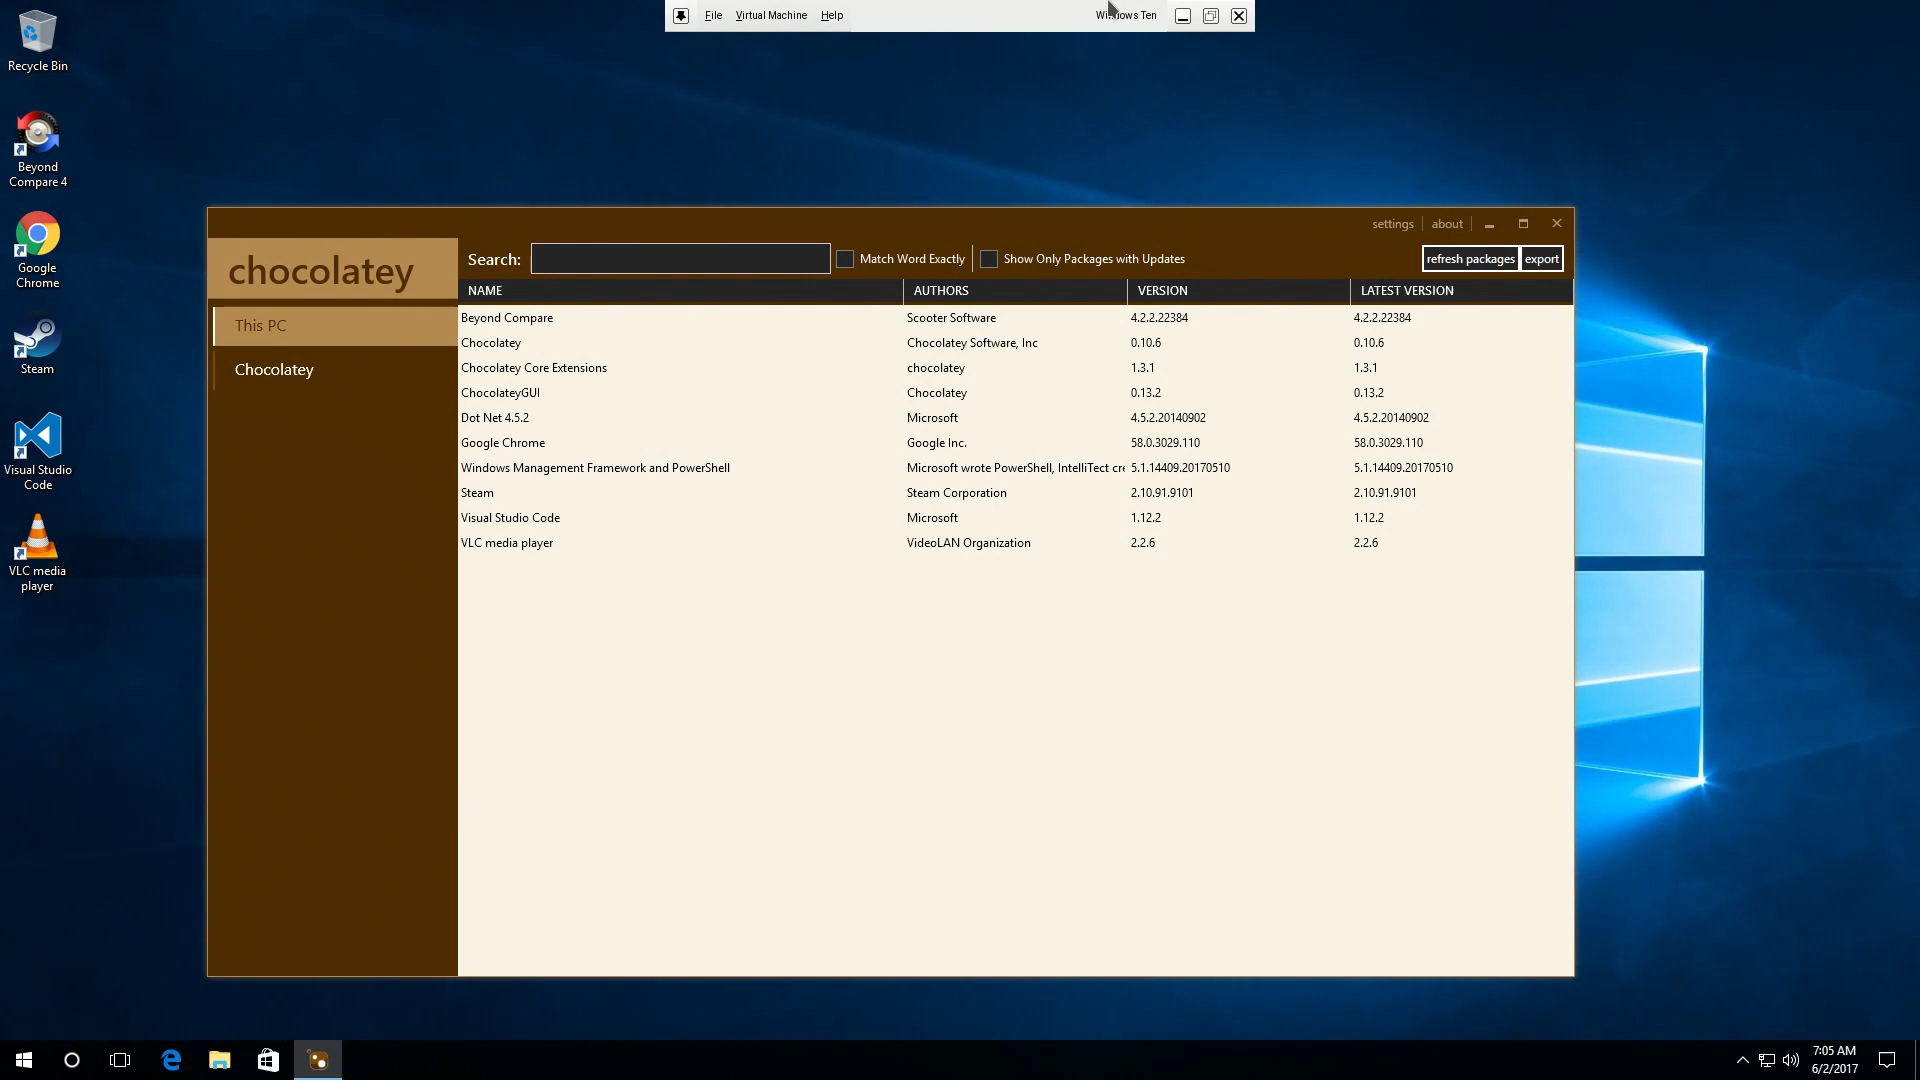 File Virtual Machine Help Windows Ten
Recycle Bin
Beyond
Compare 4
Google
Chrome
Steam
Visual Studio
Code
VLC media
player
settings about
chocolatey
Search: Match Word Exactly Show Only Packages with Updates refresh packages export
This PC
Chocolatey
NAME AUTHORS VERSION LATEST VERSION
Beyond Compare Scooter Software 4.2.2.22384 4.2.2.22384
Chocolatey Chocolatey Software, Inc 0.10.6 0.10.6
Chocolatey Core Extensions chocolatey 1.3.1 1.3.1
ChocolateyGUI Chocolatey 0.13.2 0.13.2
Dot Net 4.5.2 Microsoft 4.5.2.20140902 4.5.2.20140902
Google Chrome Google Inc. 58.0.3029.110 58.0.3029.110
Windows Management Framework and PowerShell Microsoft wrote PowerShell, IntelliTect cre 5.1.14409.20170510 5.1.14409.20170510
Steam Steam Corporation 2.10.91.9101 2.10.91.9101
Visual Studio Code Microsoft 1.12.2 1.12.2
VLC media player VideoLAN Organization 2.2.6 2.2.6
7:05 AM
6/2/2017